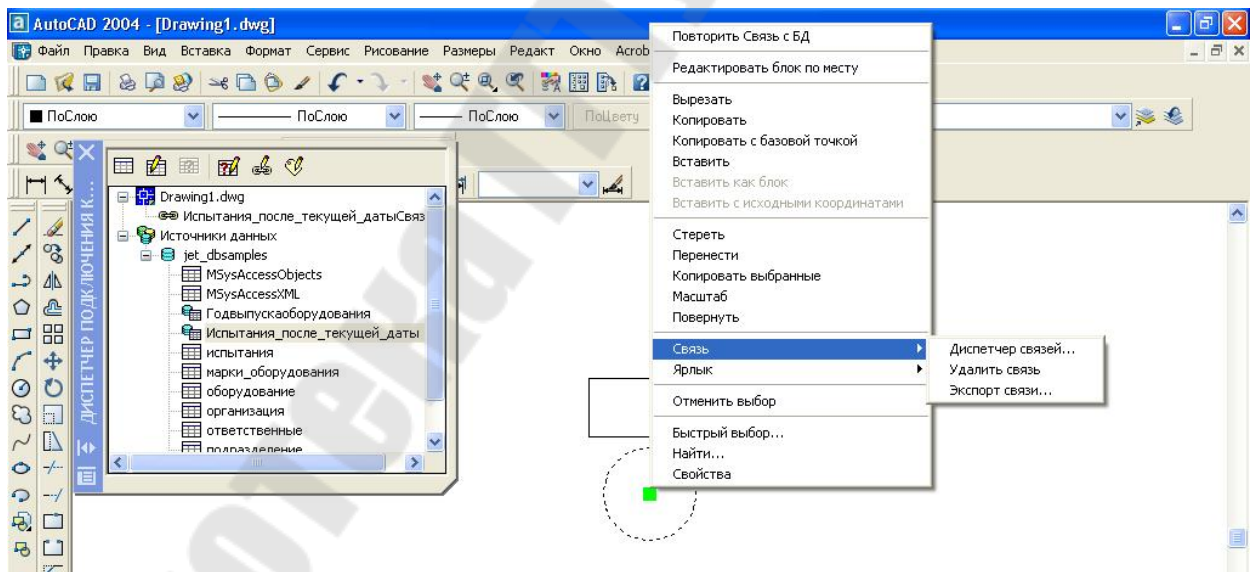 AutoCAD 2004 - [Drawing1.dwg]
Файл Правка Вид Вставка Формат Сервис Рисование Размеры Редакт Окно Acrob
ПоСлою ПоСлою ПоСлою ПоЦвету
ДИСПЕТЧЕР ПОДКЛЮЧЕНИЯ К...
Drawing1.dwg
Испытания_после_текущей_датыСвяз
Источники данных
jet_dbsamples
MSysAccessObjects
MSysAccessXML
Годвыпускаоборудования
Испытания_после_текущей_даты
испытания
марки_оборудования
оборудование
организация
ответственные
подразделение
Повторить Связь с БД
Редактировать блок по месту
Вырезать
Копировать
Копировать с базовой точкой
Вставить
Вставить как блок
Вставить с исходными координатами
Стереть
Перенести
Копировать выбранные
Масштаб
Повернуть
Связь
Ярлык
Отменить выбор
Быстрый выбор...
Найти...
Свойства
Диспетчер связей...
Удалить связь
Экспорт связи...